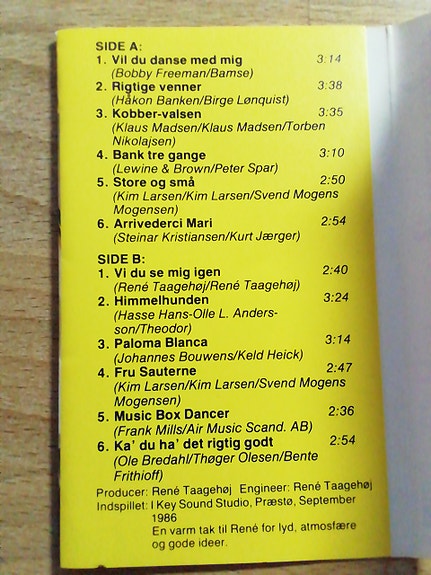 SIDE A:
1. Vil du danse med mig 3:14
(Bobby Freeman/Bamse)
2. Rigtige venner 3:38
(Håkon Banken/Birge Lønquist)
3. Kobber-valsen 3:35
(Klaus Madsen/Klaus Madsen/Torben
Nikolajsen)
4. Bank tre gange 3:10
(Lewine & Brown/Peter Spar)
5. Store og små 2:50
(Kim Larsen/Kim Larsen/Svend Mogens
Mogensen)
6. Arrivederci Mari 2:54
(Steinar Kristiansen/Kurt Jærger)
SIDE B:
1. Vi du se mig igen 2:40
(René Taagehøj/René Taagehøj)
2. Himmelhunden 3:24
(Hasse Hans-Olle L. Anders-
son/Theodor)
3. Paloma Blanca 3:14
(Johannes Bouwens/Keld Heick)
4. Fru Sauterne 2:47
(Kim Larsen/Kim Larsen/Svend Mogens
Mogensen)
5. Music Box Dancer 2:36
(Frank Mills/Air Music Scand. AB)
6. Ka' du ha' det rigtig godt 2:54
(Ole Bredahl/Thøger Olesen/Bente
Frithioff)
Producer: René Taagehøj Engineer: René Taagehøj
Indspillet: I Key Sound Studio, Præstø, September
1986
En varm tak til René for lyd, atmosfære
og gode ideer.